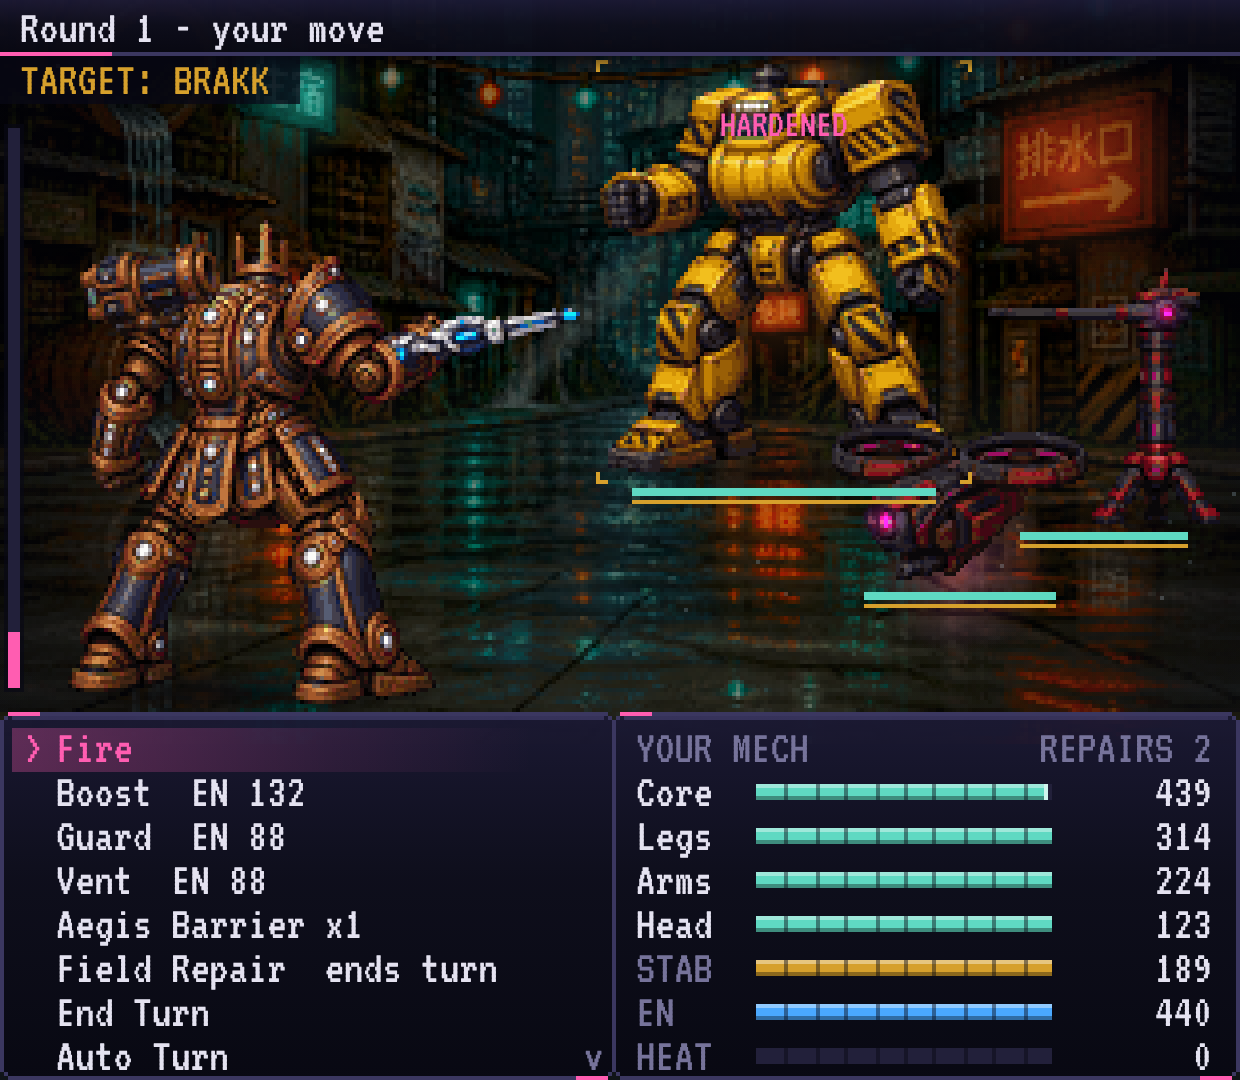 Round 1 - your move
TARGET: BRAKK
HARDENED
排水口
❯ Fire
Boost EN 132
Guard EN 88
Vent EN 88
Aegis Barrier x1
Field Repair ends turn
End Turn
Auto Turn v
YOUR MECH REPAIRS 2
Core 439
Legs 314
Arms 224
Head 123
STAB 189
EN 440
HEAT 0